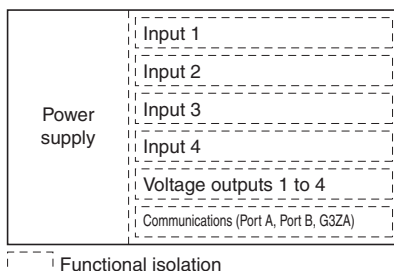 Power
supply
Input 1
Input 2
Input 3
Input 4
Voltage outputs 1 to 4
Communications (Port A, Port B, G3ZA)
Functional isolation